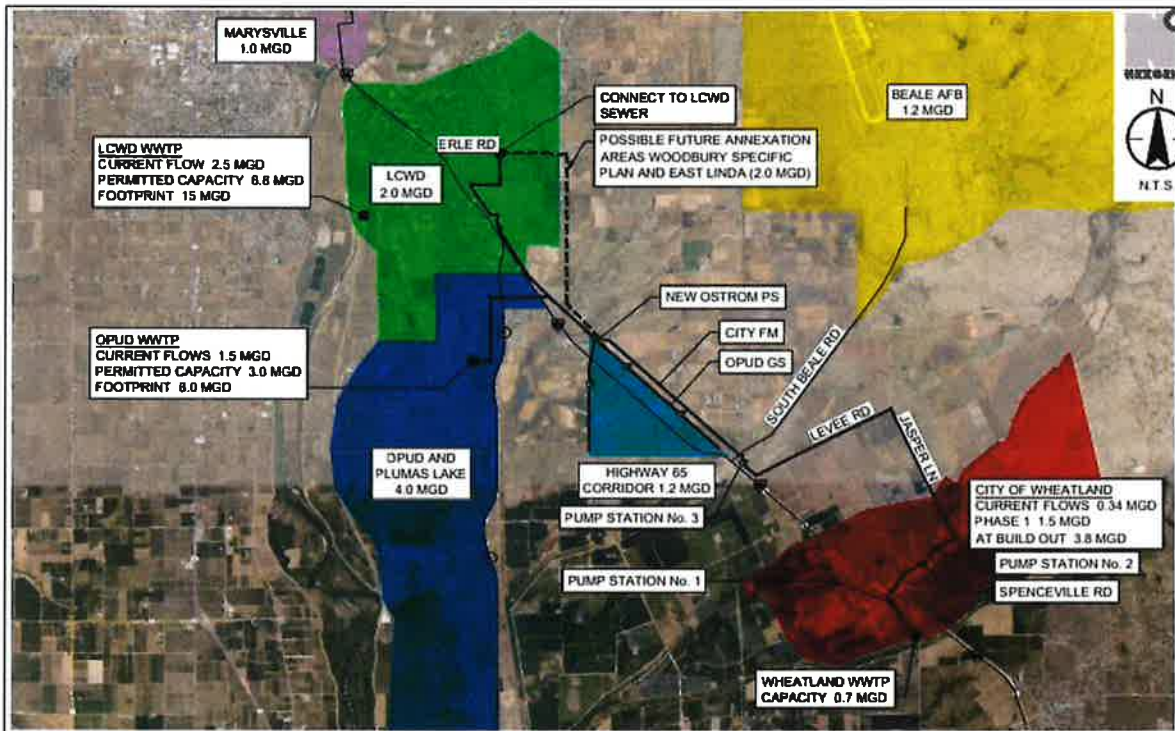 MARYSVILLE
1.0 MGD
CONNECT TO LCWD
SEWER
BEALE AFB
1.2 MGD
N
N.T.S
ERLE RD
POSSIBLE FUTURE ANNEXATION
AREAS WOODBURY SPECIFIC
PLAN AND EAST LINDA (2.0 MGD)
LCWD WWTP
CURRENT FLOW 2.5 MGD
PERMITTED CAPACITY 6.8 MGD
FOOTPRINT 15 MGD
LCWD
2.0 MGD
NEW OSTROM PS
CITY FM
OPUD GS
OPUD WWTP
CURRENT FLOWS 1.5 MGD
PERMITTED CAPACITY 3.0 MGD
FOOTPRINT 6.0 MGD
SOUTH BEALE RD
LEVEE RD
JASPER LN
OPUD AND
PLUMAS LAKE
4.0 MGD
HIGHWAY 65
CORRIDOR 1.2 MGD
PUMP STATION No. 3
CITY OF WHEATLAND
CURRENT FLOWS 0.34 MGD
PHASE 1 1.5 MGD
AT BUILD OUT 3.8 MGD
PUMP STATION No. 1
PUMP STATION No. 2
SPENCEVILLE RD
WHEATLAND WWTP
CAPACITY 0.7 MGD